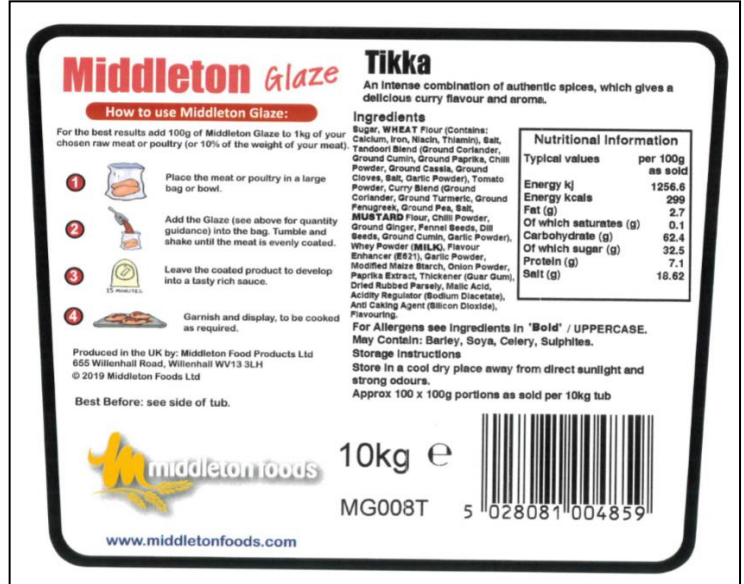 Middleton Glaze
How to use Middleton Glaze:
For the best results add 100g of Middleton Glaze to 1kg of your
chosen raw meat or poultry (or 10% of the weight of your meat).
1
Place the meat or poultry in a large
bag or bowl.
2
Add the Glaze (see above for quantity
guidance) into the bag. Tumble and
shake until the meat is evenly coated.
3
15 MINUTES
Leave the coated product to develop
into a tasty rich sauce.
4
Garnish and display, to be cooked
as required.
Produced in the UK by: Middleton Food Products Ltd
655 Willenhall Road, Willenhall WV13 3LH
© 2019 Middleton Foods Ltd
Best Before: see side of tub.
middleton foods
www.middletonfoods.com
Tikka
An intense combination of authentic spices, which gives a
delicious curry flavour and aroma.
Ingredients
Sugar, WHEAT Flour (Contains:
Calcium, Iron, Niacin, Thiamin), Salt,
Tandoori Blend (Ground Coriander,
Ground Cumin, Ground Paprika, Chilli
Powder, Ground Cassia, Ground
Cloves, Salt, Garlic Powder), Tomato
Powder, Curry Blend (Ground
Coriander, Ground Turmeric, Ground
Fenugreek, Ground Pea, Salt,
MUSTARD Flour, Chilli Powder,
Ground Ginger, Fennel Seeds, Dill
Seeds, Ground Cumin, Garlic Powder),
Whey Powder (MILK), Flavour
Enhancer (E621), Garlic Powder,
Modified Maize Starch, Onion Powder,
Paprika Extract, Thickener (Guar Gum),
Dried Rubbed Parsely, Malic Acid,
Acidity Regulator (Sodium Diacetate),
Anti Caking Agent (Silicon Dioxide),
Flavouring.
Nutritional Information
Typical values per 100g
as sold
Energy kj 1256.6
Energy kcals 299
Fat (g) 2.7
Of which saturates (g) 0.1
Carbohydrate (g) 62.4
Of which sugar (g) 32.5
Protein (g) 7.1
Salt (g) 18.62
For Allergens see ingredients in 'Bold' / UPPERCASE.
May Contain: Barley, Soya, Celery, Sulphites.
Storage Instructions
Store in a cool dry place away from direct sunlight and
strong odours.
Approx 100 x 100g portions as sold per 10kg tub
10kg e
MG008T
5 028081 004859